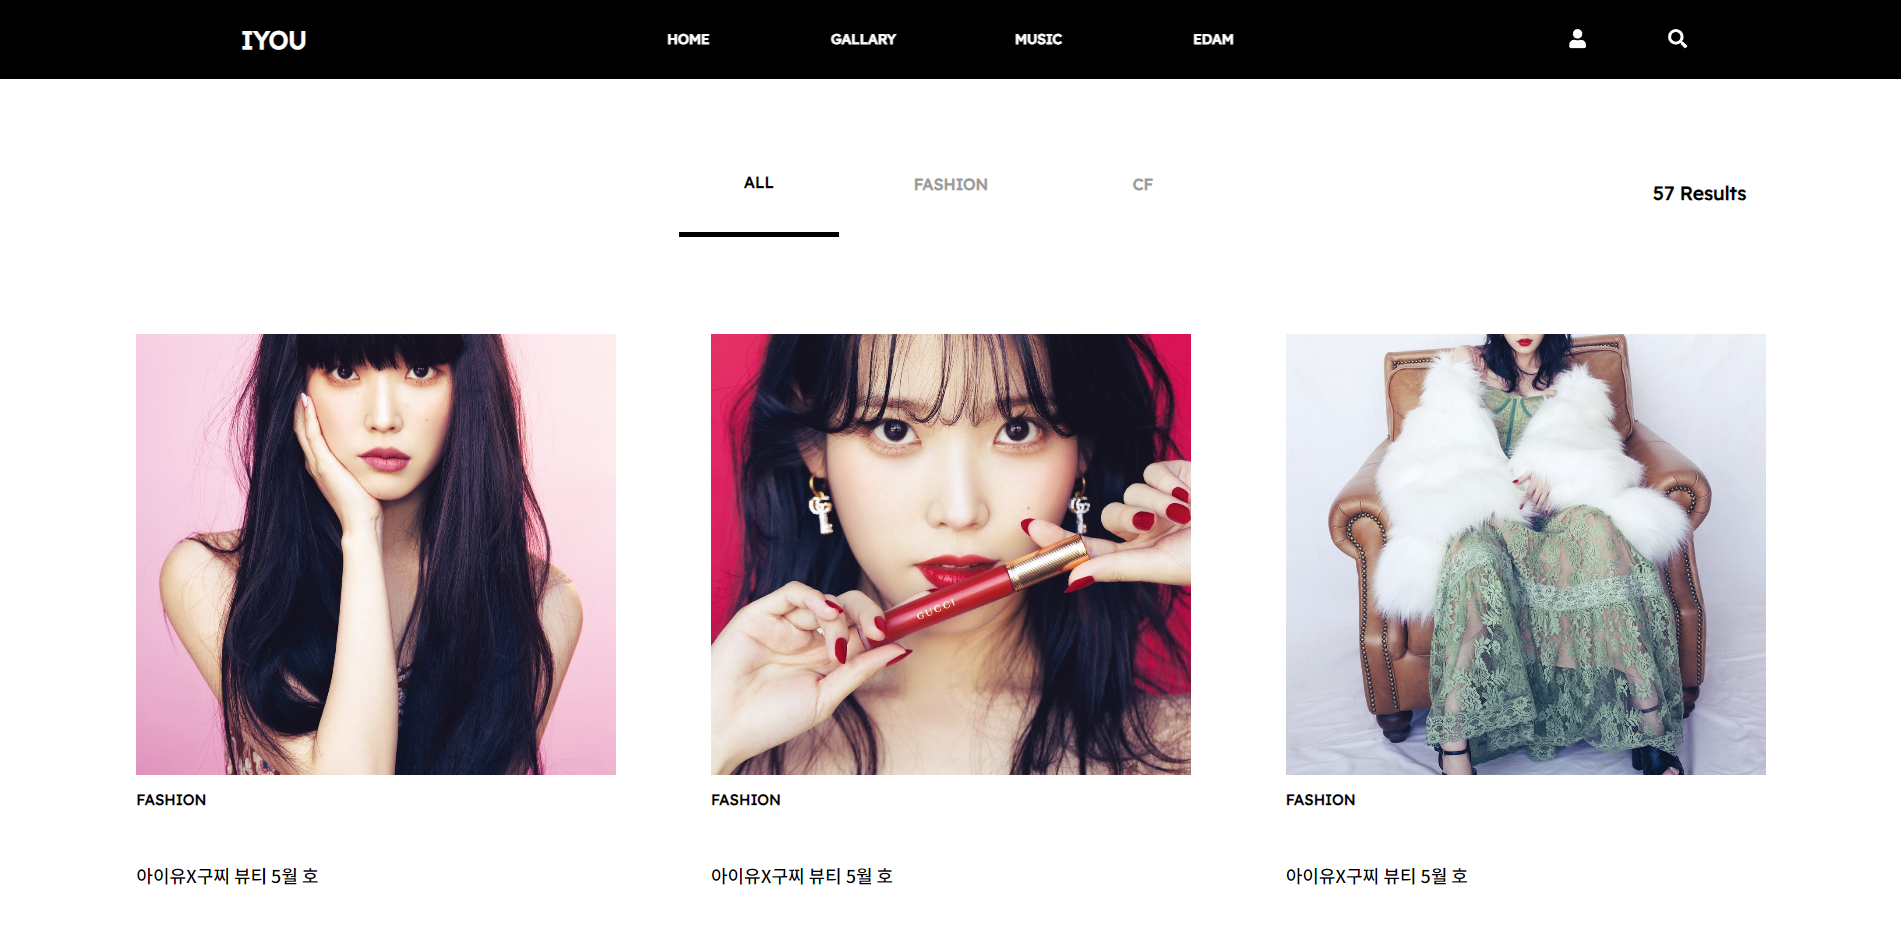 IYOU
HOME
GALLARY
MUSIC
EDAM
ALL
FASHION
CF
57 Results
GUCCI
FASHION
FASHION
FASHION
아이유X구찌 뷰티 5월 호
아이유X구찌 뷰티 5월 호
아이유X구찌 뷰티 5월 호